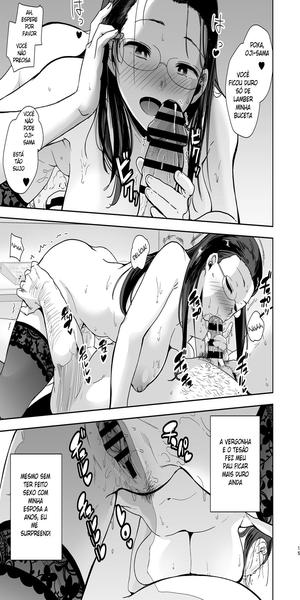 POXA,
OJI-SAMA
VOCÊ
FICOU DURO
SÓ DE
LAMBER MINHA
BUCETA
AH,
ESPERE POR
FAVOR
VOCÊ NÃO
PRECISA
VOCÊ
NÃO PODE
OJI-
SAMA
ESTÁ
TÃO
SUJO
A VERGONHA
E O TESÃO
FEZ MEU
PAU FICAR
MAIS DURO
AINDA
MESMO SEM
TER FEITO
SEXO COM
MINHA
ESPOSA A
ANOS, EU
ME
SURPREENDI
15